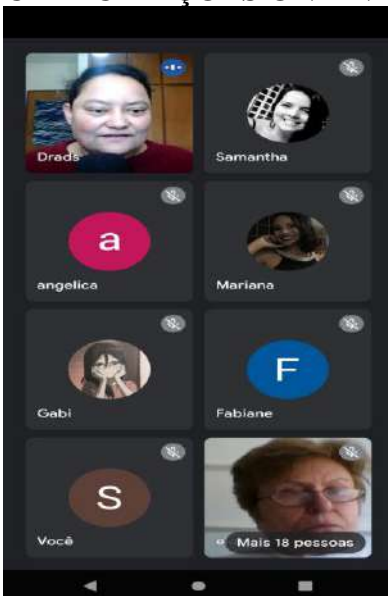 Drads
Samantha
a
angelica
Mariana
Gabi
F
Fabiane
S
Você
Mais 18 pessoas